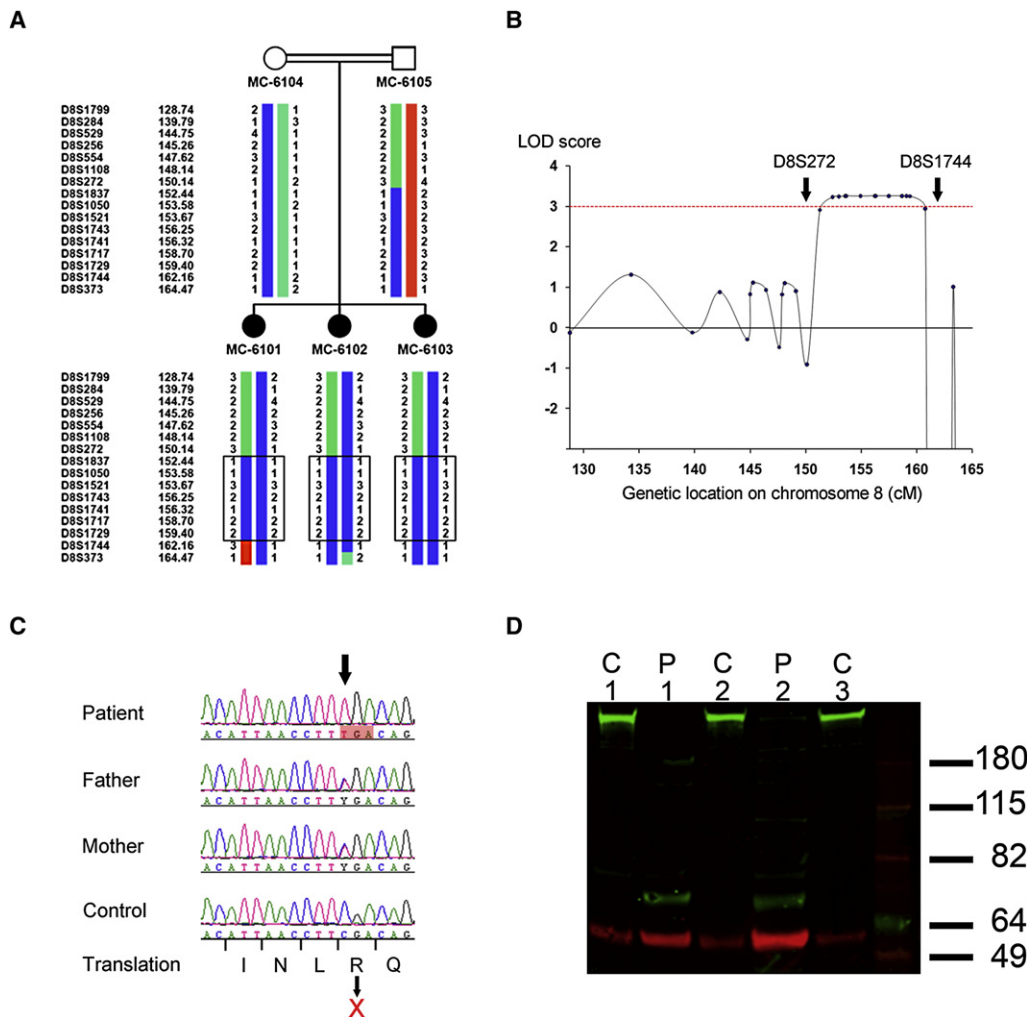 A
MC-6104 MC-6105
D8S1799 128.74 2 1 3 3
D8S284 139.79 1 3 2 3
D8S529 144.75 4 2 3
D8S256 145.26 2 1 2 1
D8S554 147.62 3 1 2 3
D8S1108 148.14 2 1 2 1
D8S272 150.14 1 2 3 4
D8S1837 152.44 1 1 1 2
D8S1050 153.58 1 2 1 3
D8S1521 153.67 3 1 3 2
D8S1743 156.25 2 1 2 2
D8S1741 156.32 1 1 1 3
D8S1717 158.70 2 1 2 2
D8S1729 159.40 2 1 2 2
D8S1744 162.16 1 2 1 3
D8S373 164.47 1 2 1 1
MC-6101 MC-6102 MC-6103
D8S1799 128.74 3 2 3 2 3 2
D8S284 139.79 2 1 2 1 2 1
D8S529 144.75 2 4 2 4 2 4
D8S256 145.26 2 2 2 2 2 2
D8S554 147.62 2 3 2 3 2 3
D8S1108 148.14 2 2 2 2 2 2
D8S272 150.14 3 1 3 1 3 1
D8S1837 152.44 1 1 1 1 1 1
D8S1050 153.58 1 1 1 1 1 1
D8S1521 153.67 3 3 3 3 3 3
D8S1743 156.25 2 2 2 2 2 2
D8S1741 156.32 1 1 1 1 1 1
D8S1717 158.70 2 2 2 2 2 2
D8S1729 159.40 2 2 2 2 2 2
D8S1744 162.16 3 1 1 1 1 1
D8S373 164.47 1 1 1 2 1 1
B
LOD score
D8S272 D8S1744
4
3
2
1
0
-1
-2
130 135 140 145 150 155 160 165
Genetic location on chromosome 8 (cM)
C
Patient
A C A T T A A C C T T T G A C A G
Father
A C A T T A A C C T T Y G A C A G
Mother
A C A T T A A C C T T Y G A C A G
Control
A C A T T A A C C T T C G A C A G
Translation I N L R Q
X
D
C P C P C
1 1 2 2 3
180
115
82
64
49